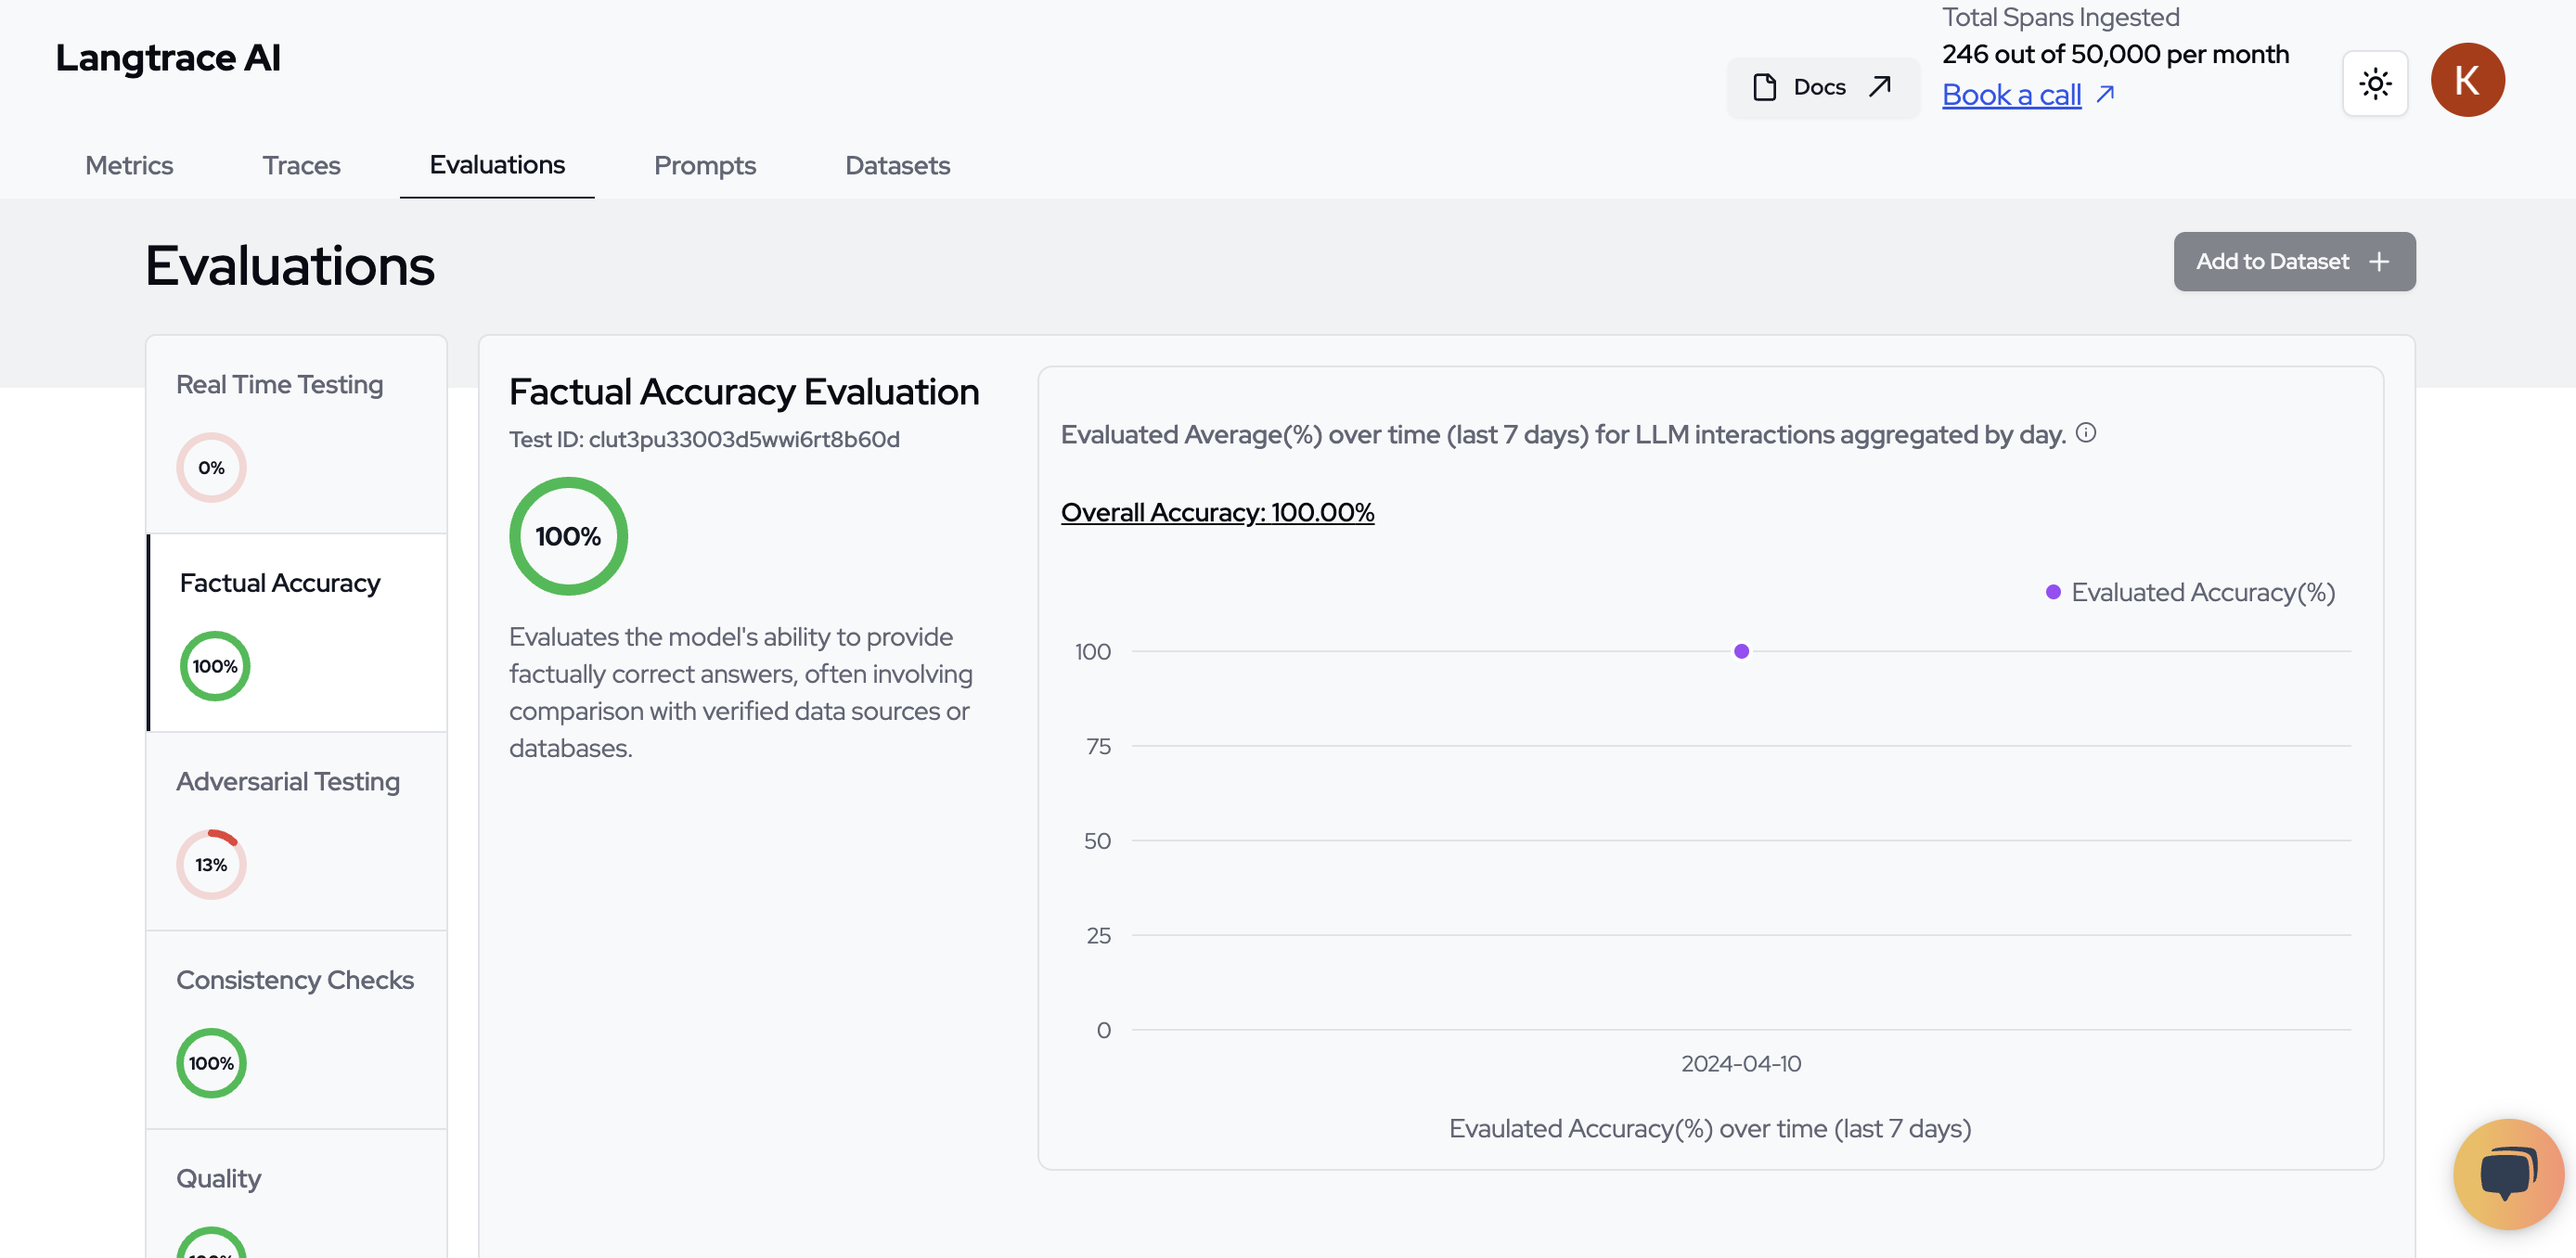 Langtrace AI
Docs
Total Spans Ingested
246 out of 50,000 per month
Book a call
K
Metrics
Traces
Evaluations
Prompts
Datasets
Evaluations
Add to Dataset
Real Time Testing
0%
Factual Accuracy
100%
Adversarial Testing
13%
Consistency Checks
100%
Quality
Factual Accuracy Evaluation
Test ID: clut3pu33003d5wwi6rt8b60d
100%
Evaluates the model's ability to provide
factually correct answers, often involving
comparison with verified data sources or
databases.
Evaluated Average(%) over time (last 7 days) for LLM interactions aggregated by day.
Overall Accuracy: 100.00%
Evaluated Accuracy(%)
100
75
50
25
0
2024-04-10
Evaulated Accuracy(%) over time (last 7 days)